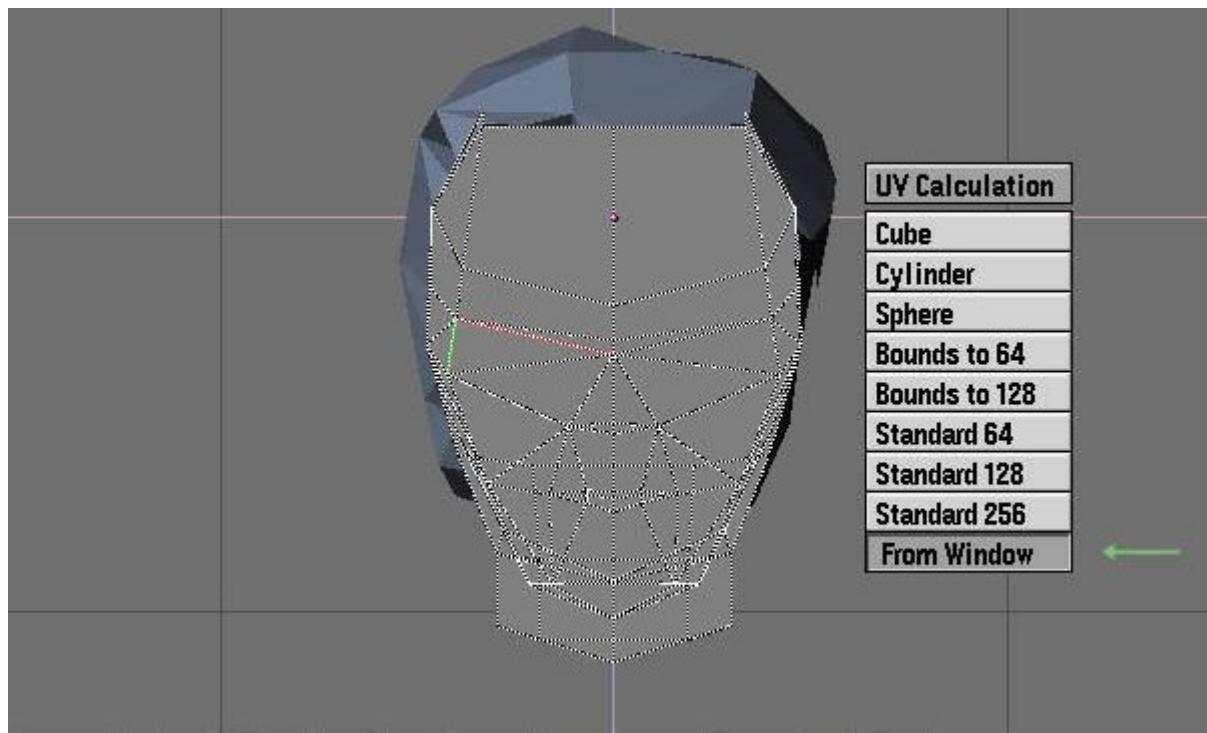 UV Calculation
Cube
Cylinder
Sphere
Bounds to 64
Bounds to 128
Standard 64
Standard 128
Standard 256
From Window